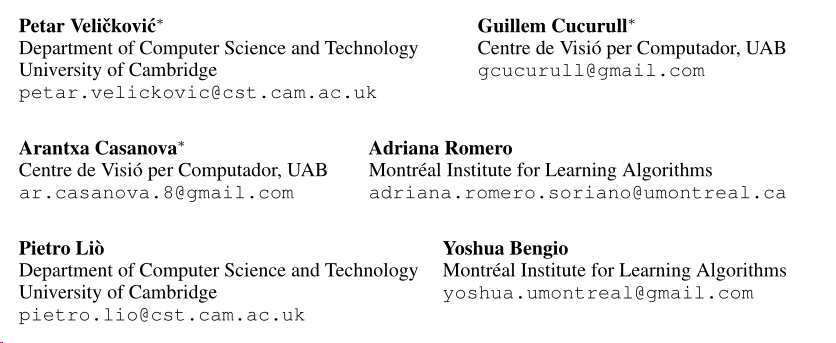 Petar Veličković*
Department of Computer Science and Technology
University of Cambridge
petar.velickovic@cst.cam.ac.uk
Guillem Cucurull*
Centre de Visió per Computador, UAB
gcucurull@gmail.com
Arantxa Casanova*
Centre de Visió per Computador, UAB
ar.casanova.8@gmail.com
Adriana Romero
Montréal Institute for Learning Algorithms
adriana.romero.soriano@umontreal.ca
Pietro Liò
Department of Computer Science and Technology
University of Cambridge
pietro.lio@cst.cam.ac.uk
Yoshua Bengio
Montréal Institute for Learning Algorithms
yoshua.umontreal@gmail.com